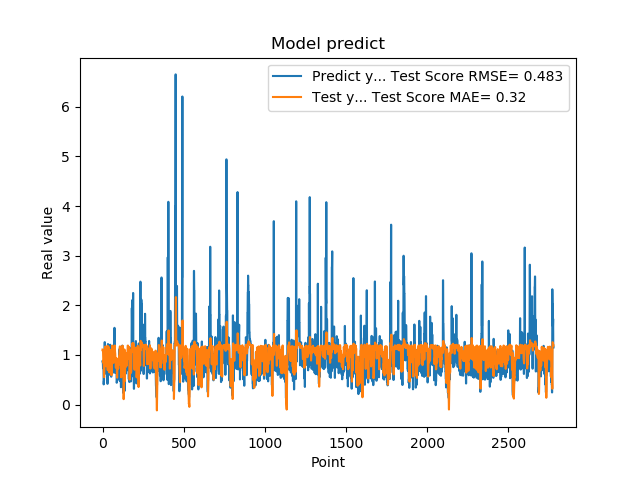 Model predict
Predict y... Test Score RMSE= 0.483
Test y... Test Score MAE= 0.32
Real value
6
5
4
3
2
1
0
0 500 1000 1500 2000 2500
Point